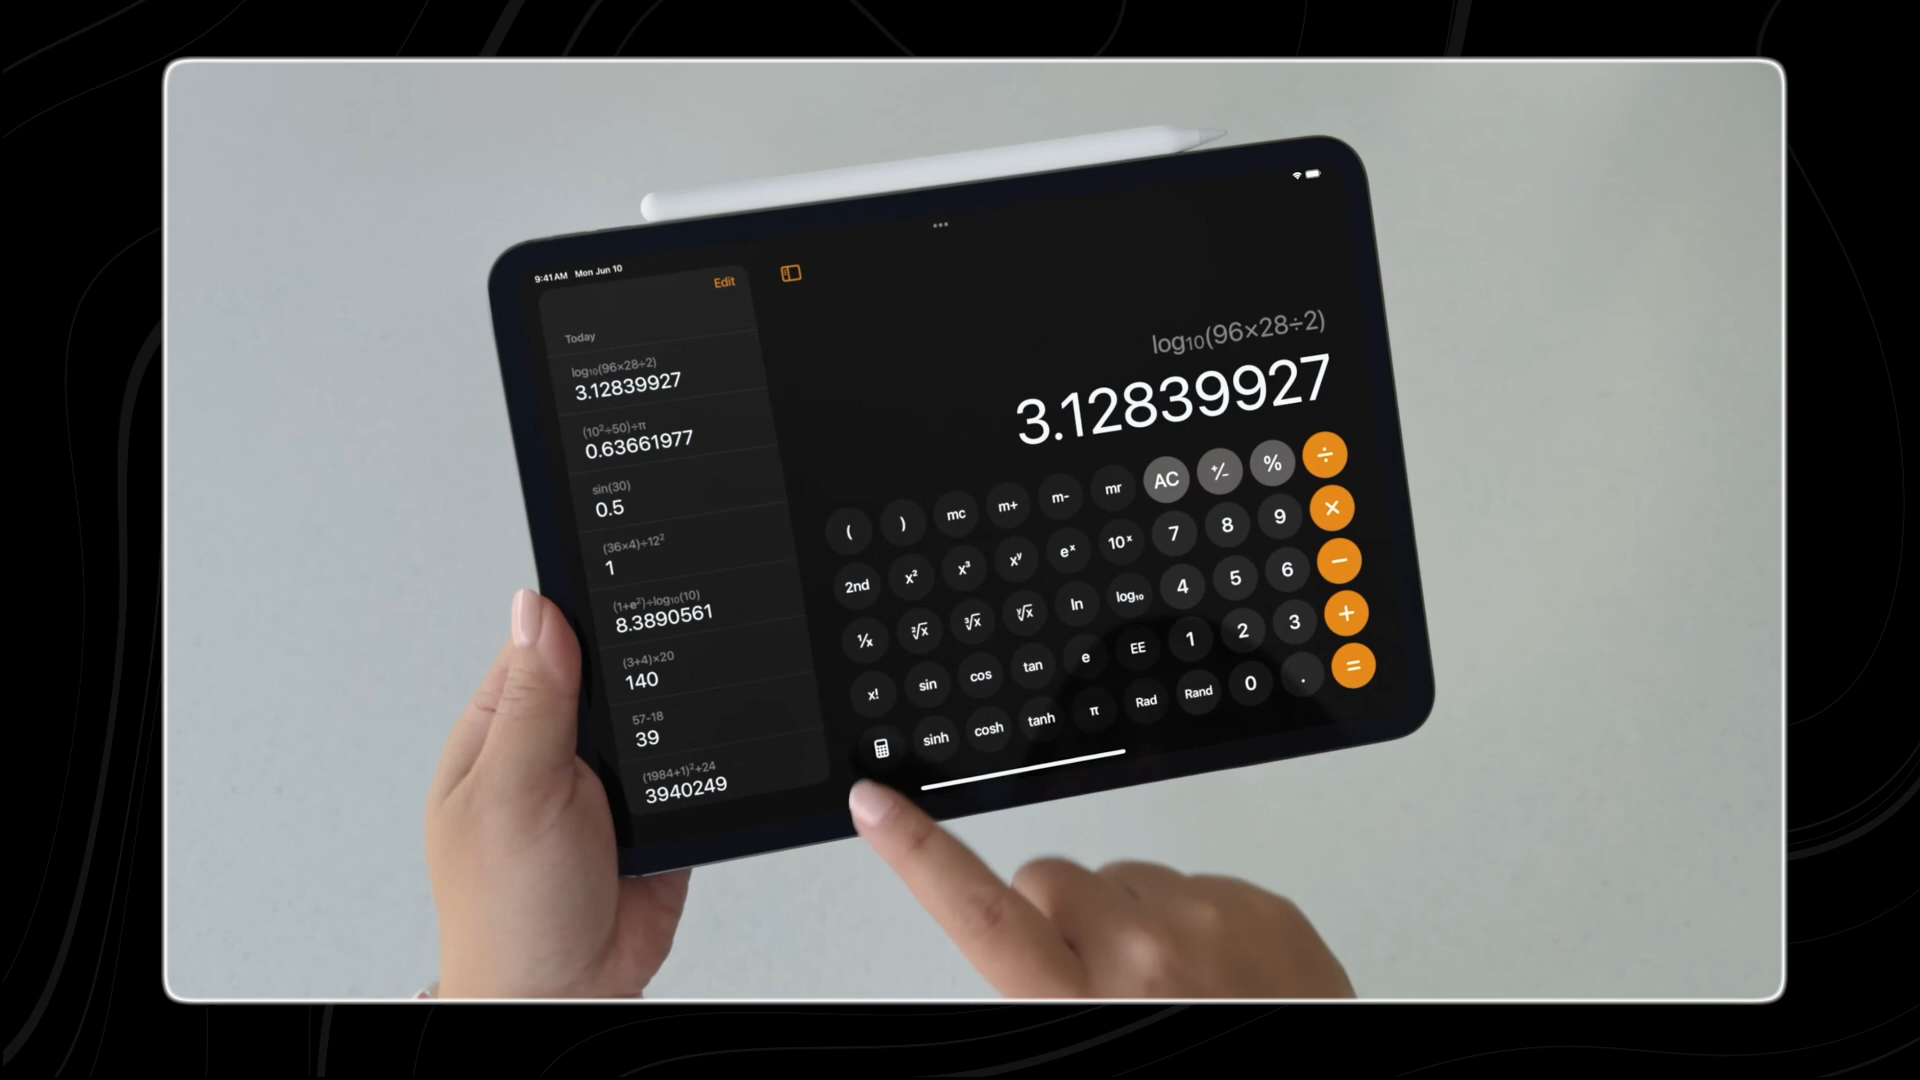 9:41 AM Mon Jun 10
Edit
Today
log₁₀(96×28÷2)
3.12839927
(10²÷50)÷π
0.63661977
sin(30)
0.5
(36×4)÷12²
1
(1+e²)÷log₁₀(10)
8.3890561
(3+4)×20
140
57-18
39
(1984+1)²+24
3940249
log₁₀(96×28÷2)
3.12839927
( ) mc m+ m- mr AC +/- % ÷
2nd x² x³ xʸ eˣ 10ˣ 7 8 9 ×
¹/x ²√x ³√x ʸ√x ln log₁₀ 4 5 6 −
x! sin cos tan e EE 1 2 3 +
sinh cosh tanh π Rad Rand 0 . =